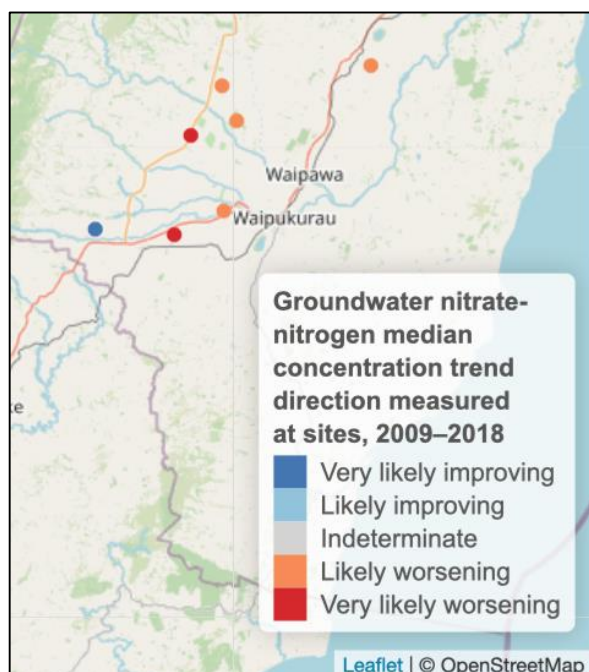 Waipawa
Waipukurau
ke
Groundwater nitrate-
nitrogen median
concentration trend
direction measured
at sites, 2009–2018
Very likely improving
Likely improving
Indeterminate
Likely worsening
Very likely worsening
Leaflet | © OpenStreetMap